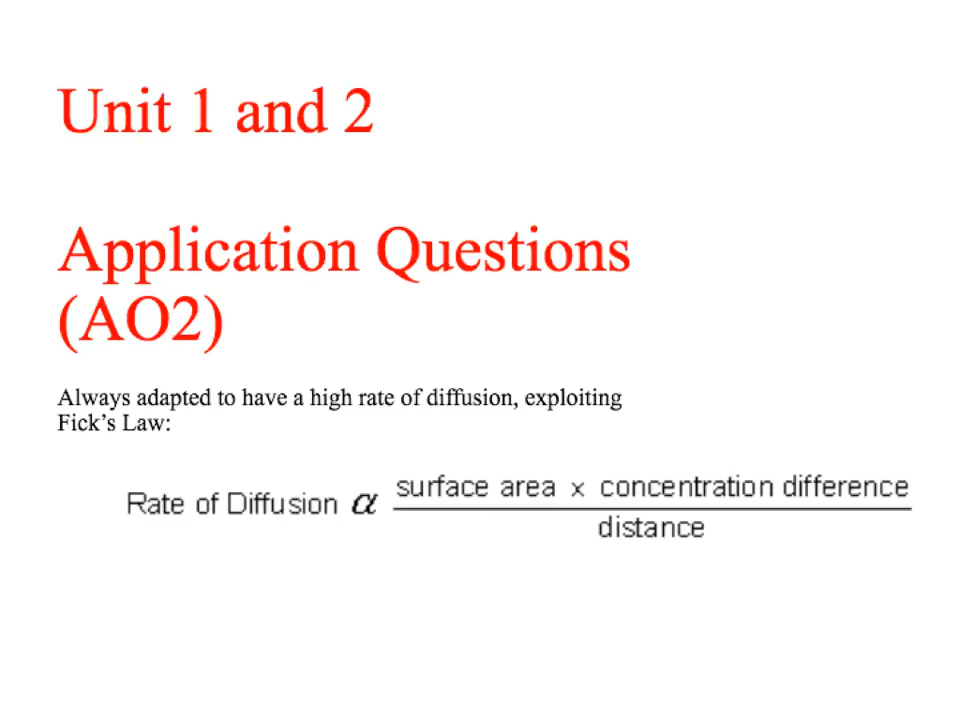 Unit 1 and 2
Application Questions
(AO2)
Always adapted to have a high rate of diffusion, exploiting
Fick’s Law:
Rate of Diffusion α surface area x concentration difference
distance